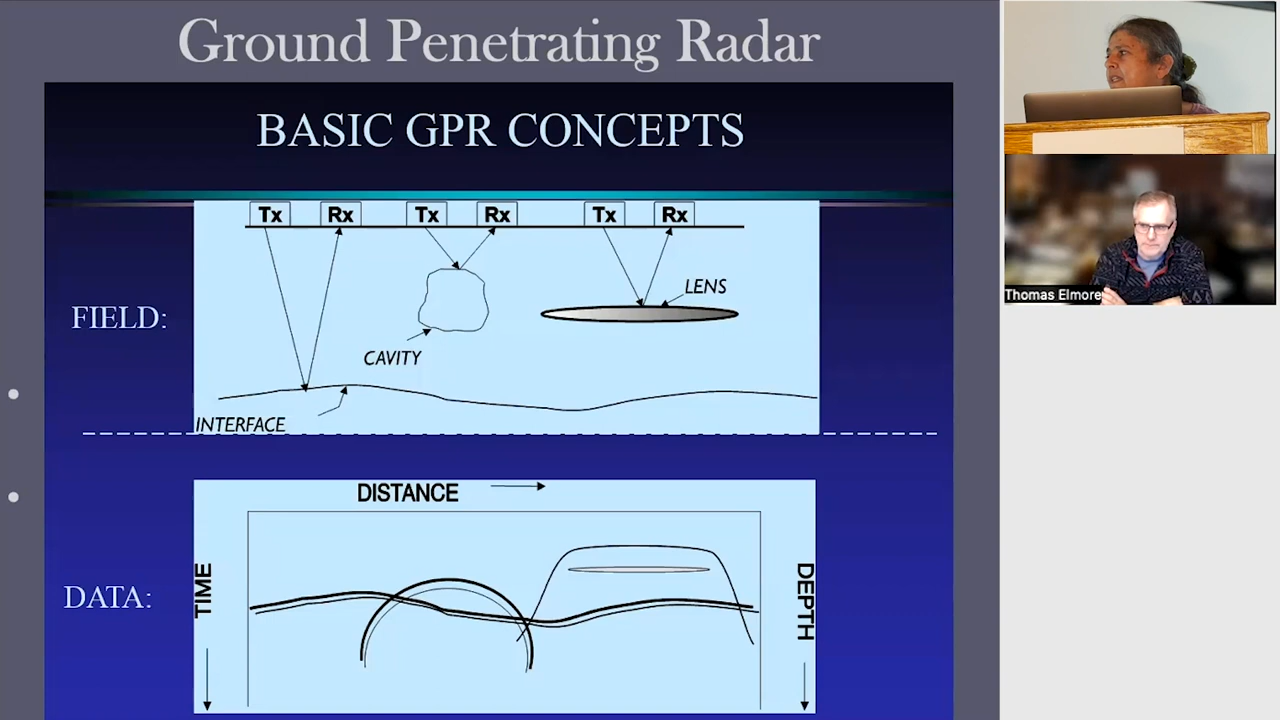 Ground Penetrating Radar
BASIC GPR CONCEPTS
Tx Rx Tx Rx Tx Rx
FIELD:
LENS
CAVITY
INTERFACE
DISTANCE
DATA:
TIME
DEPTH
Thomas Elmore